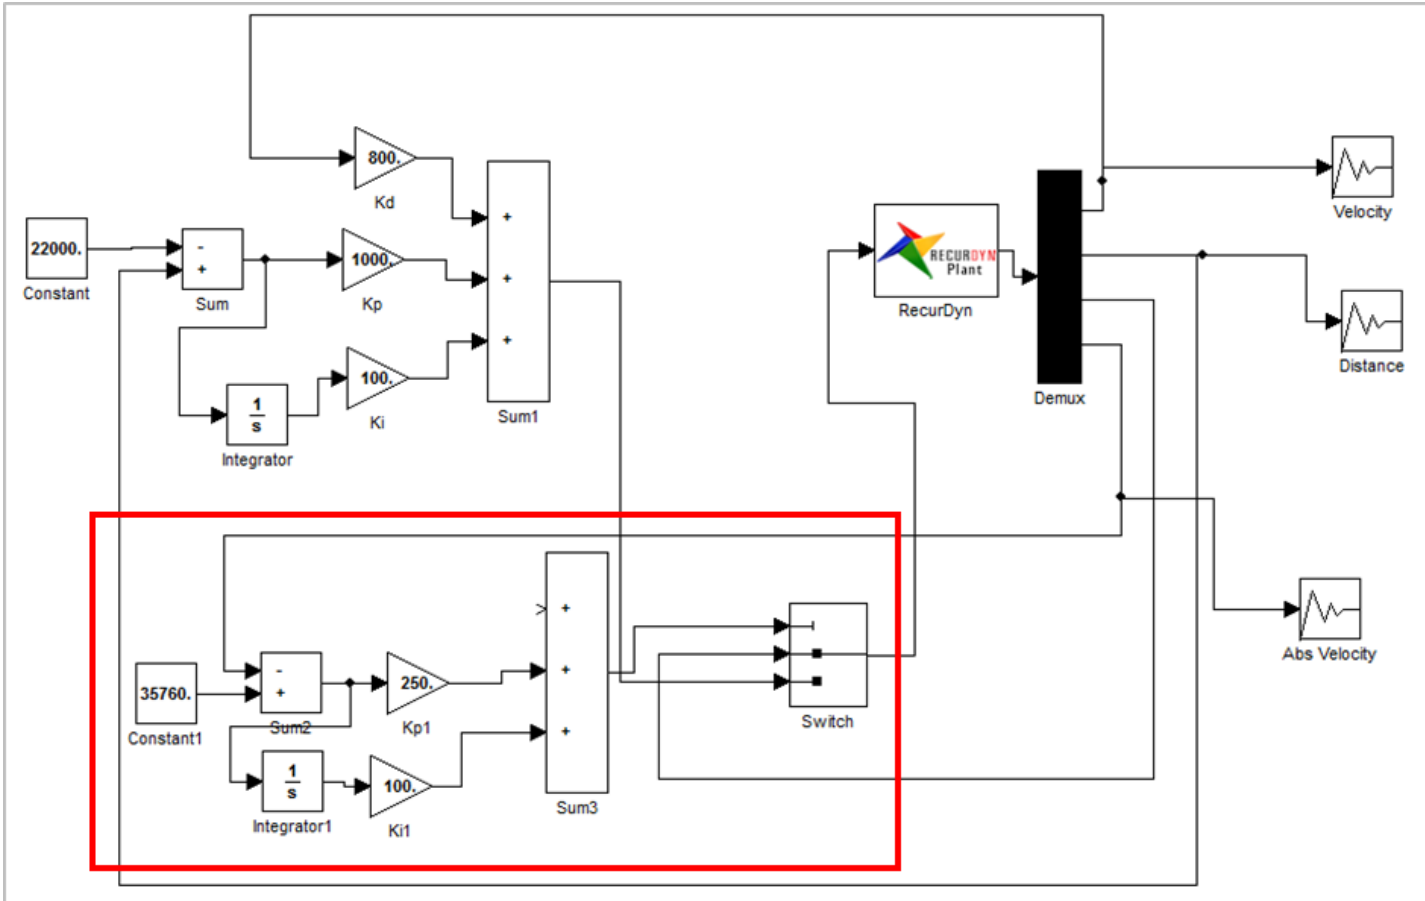 800.
Kd
22000.
Constant
-
+
Sum
1000.
Kp
1
s
Integrator
100.
Ki
+
+
+
Sum1
RECURDYN
Plant
RecurDyn
Demux
Velocity
Distance
Abs Velocity
35760.
Constant1
-
+
Sum2
250.
Kp1
1
s
Integrator1
100.
Ki1
> +
+
+
Sum3
Switch